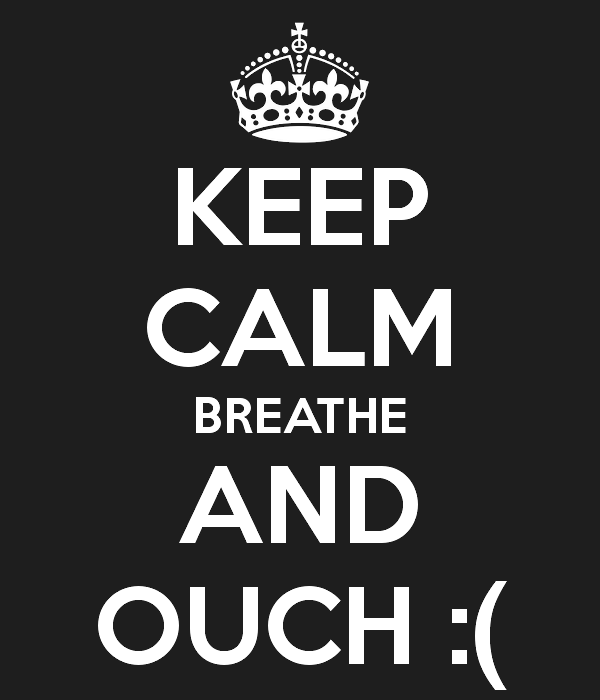 KEEP
CALM
BREATHE
AND
OUCH :(